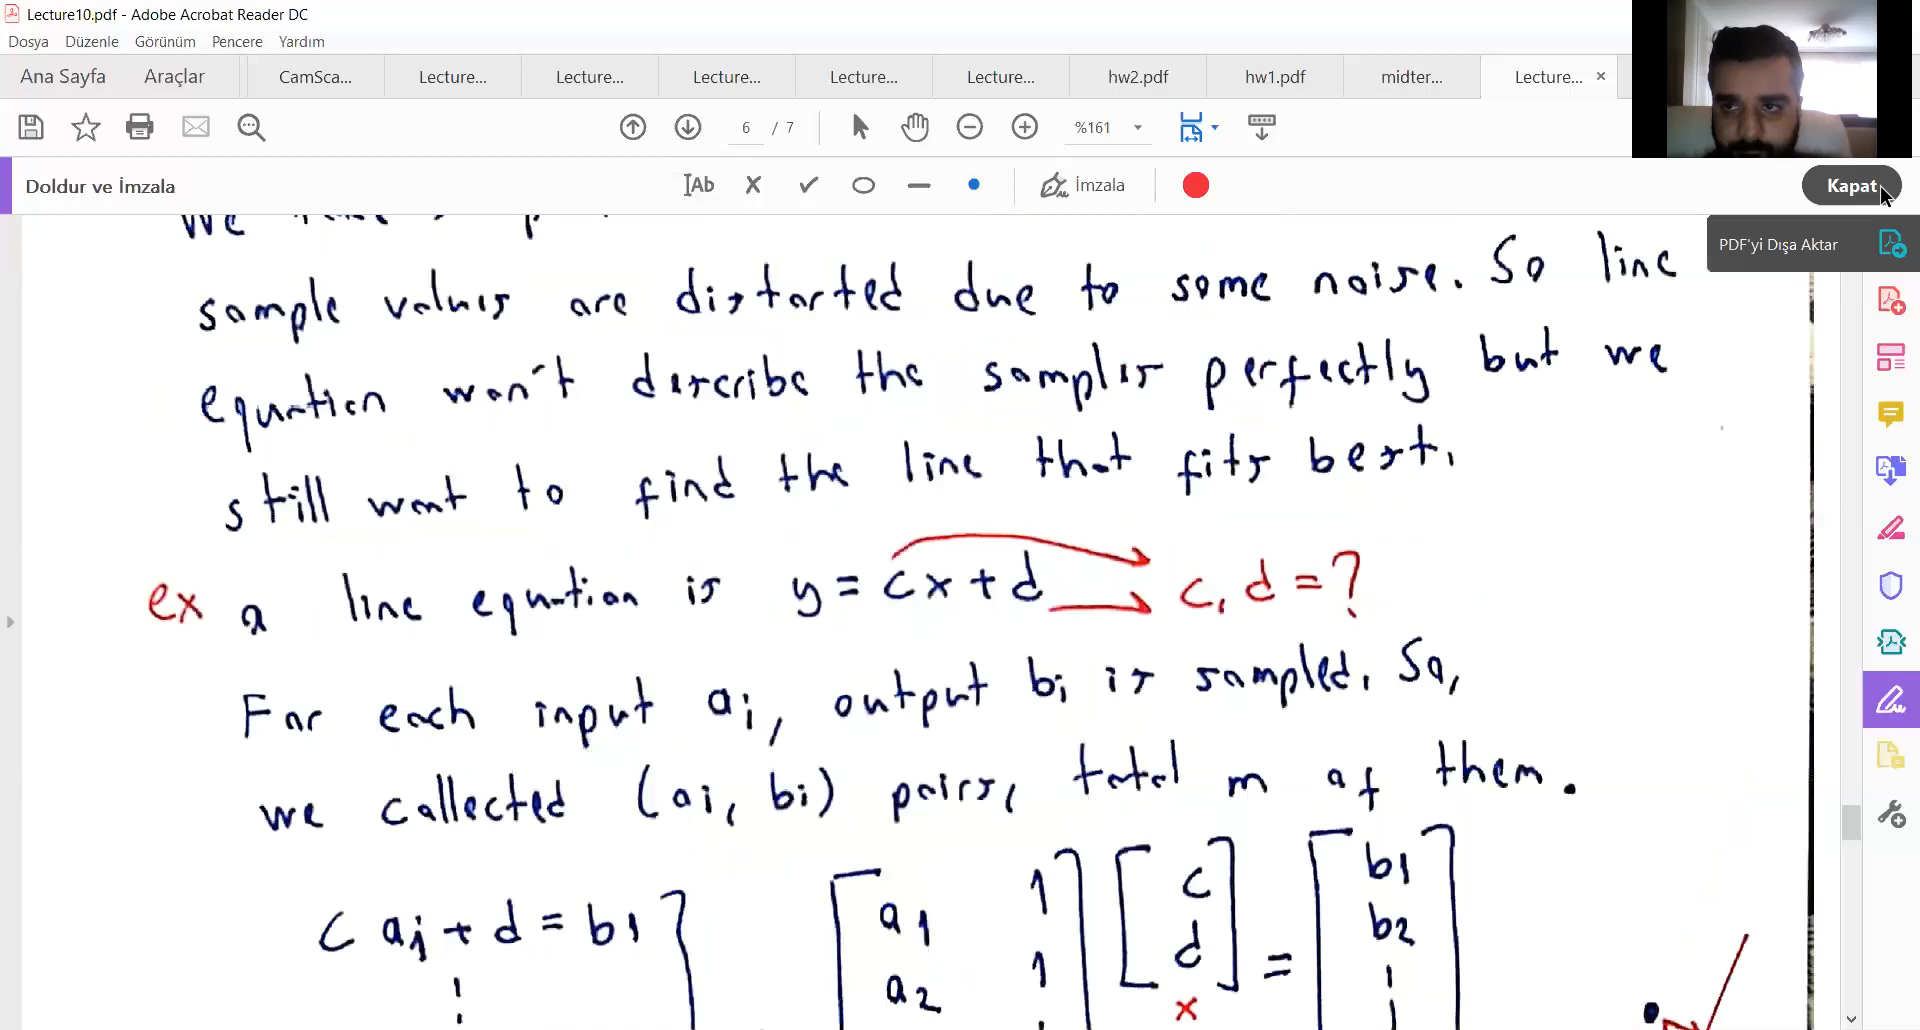 Lecture10.pdf - Adobe Acrobat Reader DC
Dosya Düzenle Görünüm Pencere Yardım
Ana Sayfa Araçlar CamSca... Lecture... Lecture... Lecture... Lecture... Lecture... hw2.pdf hw1.pdf midter... Lecture... ×
6 / 7 %161
Doldur ve İmzala Ab İmzala Kapat
PDF'yi Dışa Aktar
We
sample values are distorted due to some noise. So line
equation won't describe the samples perfectly but we
still want to find the line that fits best.
ex a line equation is y = cx + d c, d = ?
For each input ai, output bi is sampled. So,
we collected (ai, bi) pairs, total m of them.
c a1 + d = b1
a1 1
a2 1
c
d
x
=
b1
b2